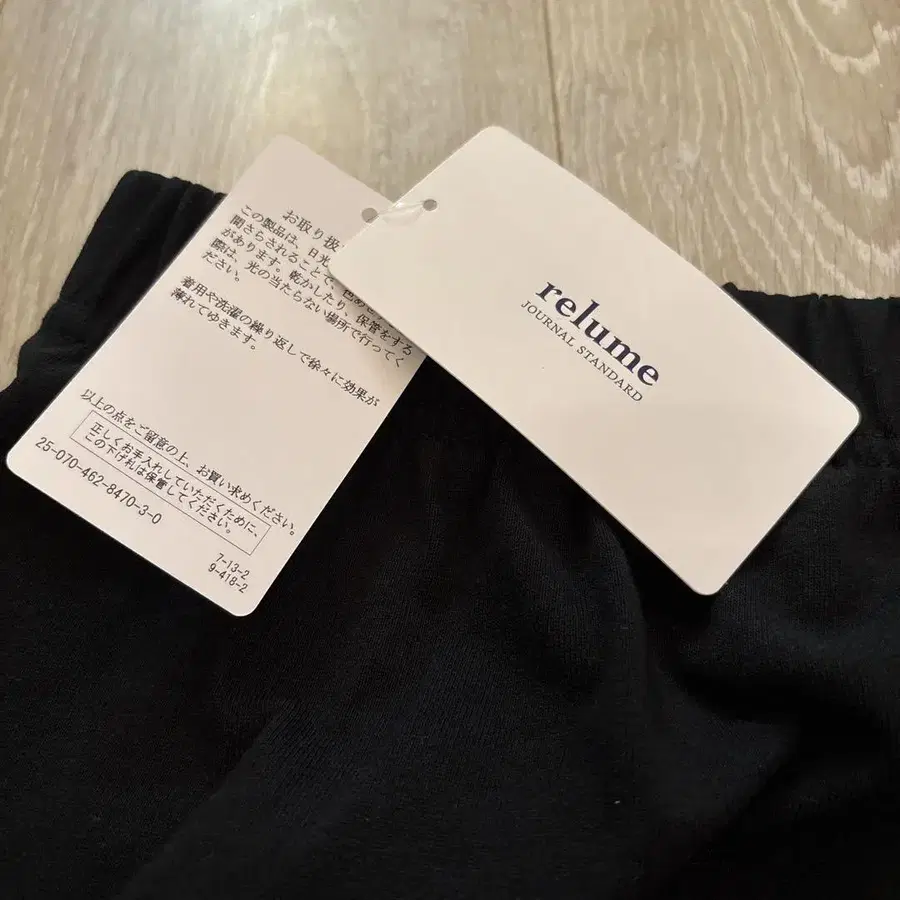 お取り扱
この製品は、日光
間さらされることで、色め
があります。乾かしたり、保管をする
際は、光の当たらない場所で行ってく
ださい。
着用や洗濯の繰り返しで徐々に効果が
薄れてゆきます。
以上の点をご留意の上、お買い求めください。
正しくお手入れしていただくために、
この下げ札は保管してください。
25-070-462-8470-3-0
7-13-2
9-418-2
relume
JOURNAL STANDARD